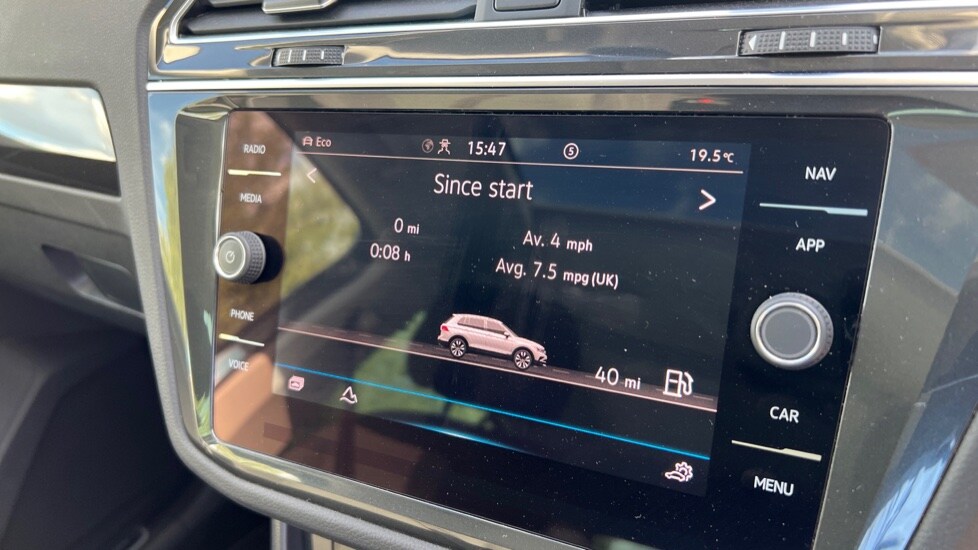 RADIO
MEDIA
PHONE
VOICE
Eco
15:47
5
19.5°C
Since start
0 mi
0:08 h
Av. 4 mph
Avg. 7.5 mpg (UK)
40 mi
NAV
APP
CAR
MENU